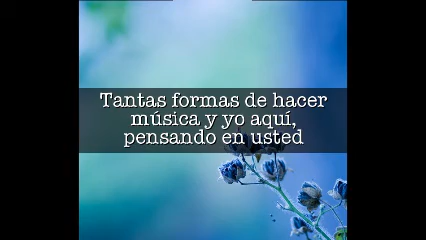 Tantas formas de hacer
música y yo aquí,
pensando en usted